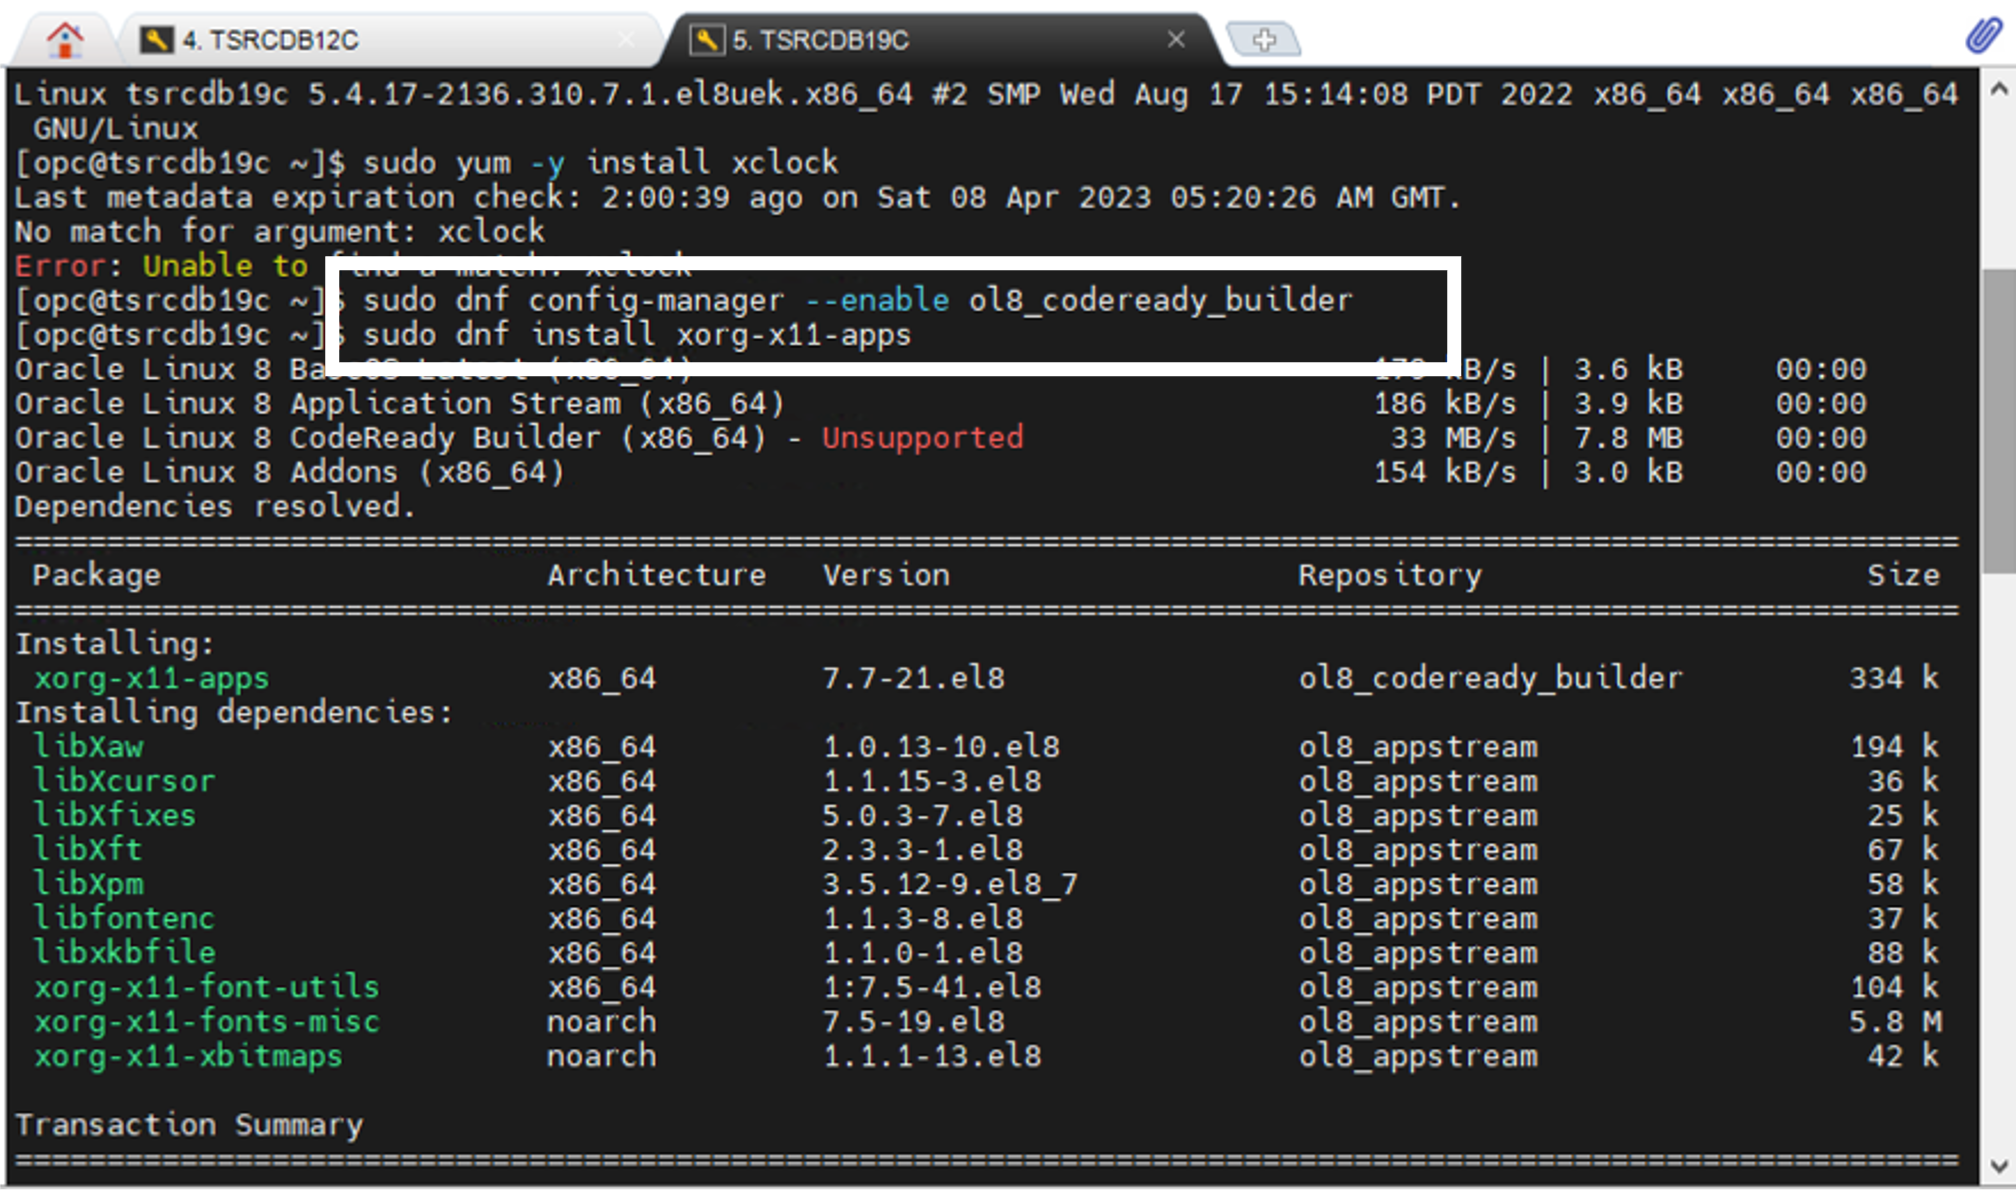 4. TSRCDB12C
5. TSRCDB19C
Linux tsrcdb19c 5.4.17-2136.310.7.1.el8uek.x86_64 #2 SMP Wed Aug 17 15:14:08 PDT 2022 x86_64 x86_64 x86_64
GNU/Linux
[opc@tsrcdb19c ~]$ sudo yum -y install xclock
Last metadata expiration check: 2:00:39 ago on Sat 08 Apr 2023 05:20:26 AM GMT.
No match for argument: xclock
Error: Unable to find a match: xclock
[opc@tsrcdb19c ~]$ sudo dnf config-manager --enable ol8_codeready_builder
[opc@tsrcdb19c ~]$ sudo dnf install xorg-x11-apps
Oracle Linux 8 BaseOS Latest (x86_64) kB/s | 3.6 kB 00:00
Oracle Linux 8 Application Stream (x86_64) 186 kB/s | 3.9 kB 00:00
Oracle Linux 8 CodeReady Builder (x86_64) - Unsupported 33 MB/s | 7.8 MB 00:00
Oracle Linux 8 Addons (x86_64) 154 kB/s | 3.0 kB 00:00
Dependencies resolved.
Package Architecture Version Repository Size
Installing:
xorg-x11-apps x86_64 7.7-21.el8 ol8_codeready_builder 334 k
Installing dependencies:
libXaw x86_64 1.0.13-10.el8 ol8_appstream 194 k
libXcursor x86_64 1.1.15-3.el8 ol8_appstream 36 k
libXfixes x86_64 5.0.3-7.el8 ol8_appstream 25 k
libXft x86_64 2.3.3-1.el8 ol8_appstream 67 k
libXpm x86_64 3.5.12-9.el8_7 ol8_appstream 58 k
libfontenc x86_64 1.1.3-8.el8 ol8_appstream 37 k
libxkbfile x86_64 1.1.0-1.el8 ol8_appstream 88 k
xorg-x11-font-utils x86_64 1:7.5-41.el8 ol8_appstream 104 k
xorg-x11-fonts-misc noarch 7.5-19.el8 ol8_appstream 5.8 M
xorg-x11-xbitmaps noarch 1.1.1-13.el8 ol8_appstream 42 k
Transaction Summary